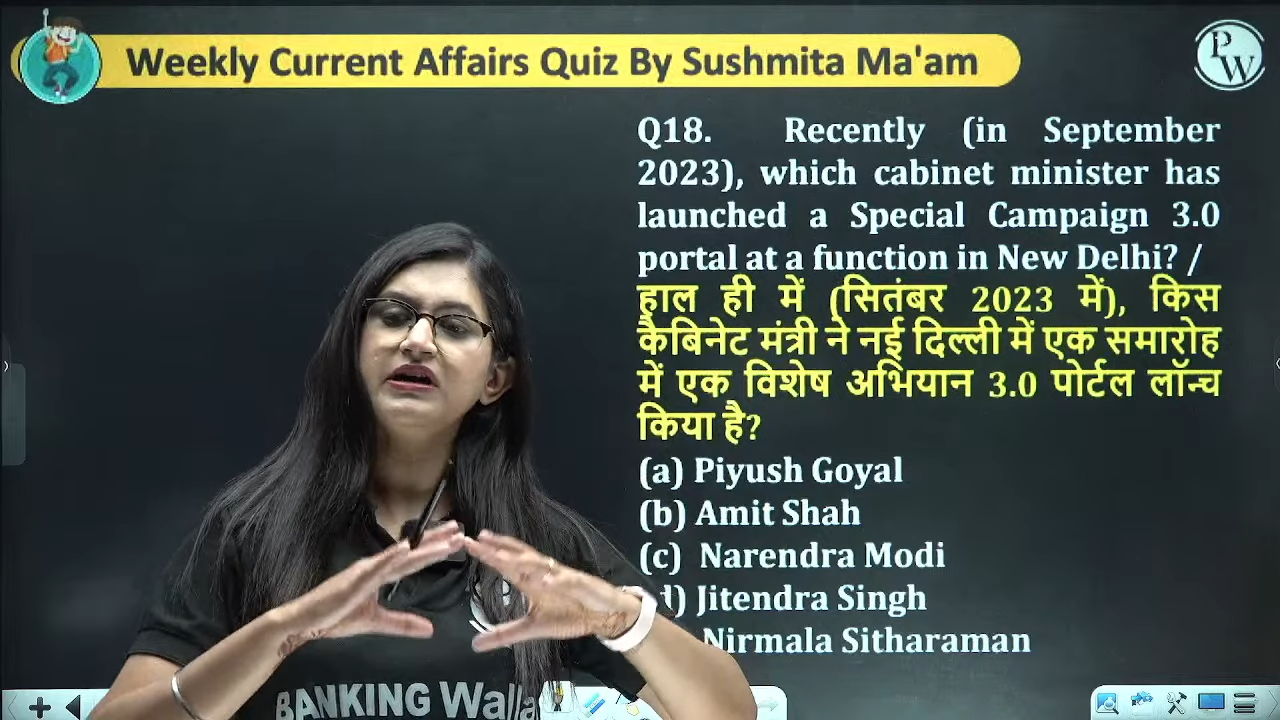 Weekly Current Affairs Quiz By Sushmita Ma'am
PW
Q18. Recently (in September
2023), which cabinet minister has
launched a Special Campaign 3.0
portal at a function in New Delhi? /
हाल ही में (सितंबर 2023 में), किस
कैबिनेट मंत्री ने नई दिल्ली में एक समारोह
में एक विशेष अभियान 3.0 पोर्टल लॉन्च
किया है?
(a) Piyush Goyal
(b) Amit Shah
(c) Narendra Modi
d) Jitendra Singh
Nirmala Sitharaman
BANKING Walla